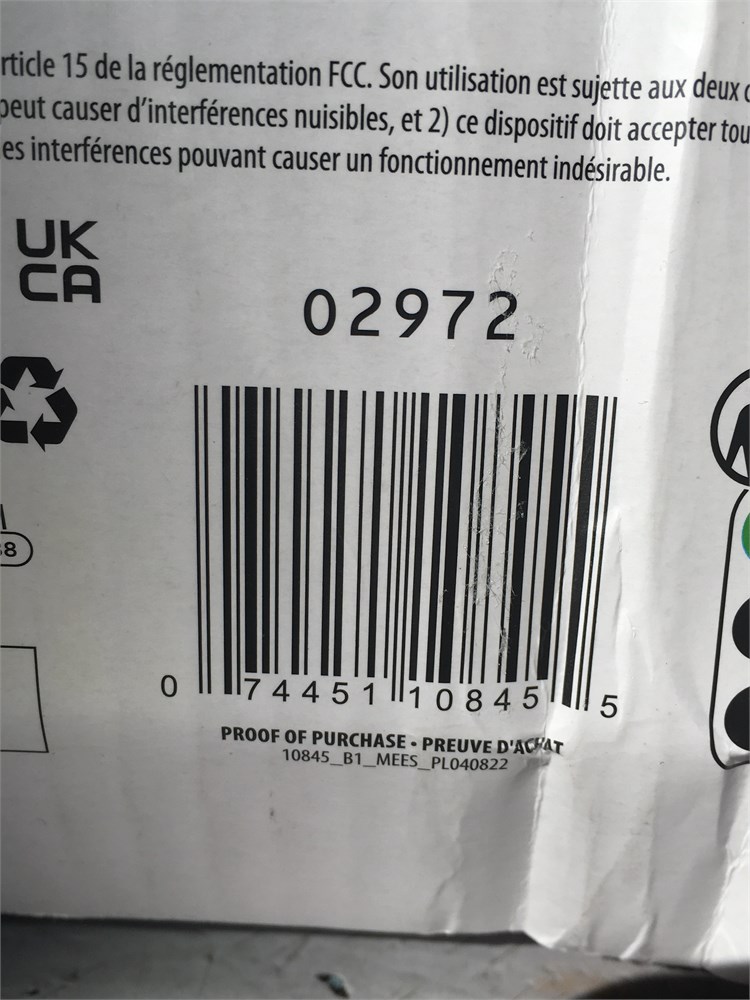 rticle 15 de la réglementation FCC. Son utilisation est sujette aux deux
peut causer d'interférences nuisibles, et 2) ce dispositif doit accepter tou
es interférences pouvant causer un fonctionnement indésirable.
UK
CA
02972
8
0 74451 10845 5
PROOF OF PURCHASE • PREUVE D'ACHAT
10845_B1_MEES_PL040822